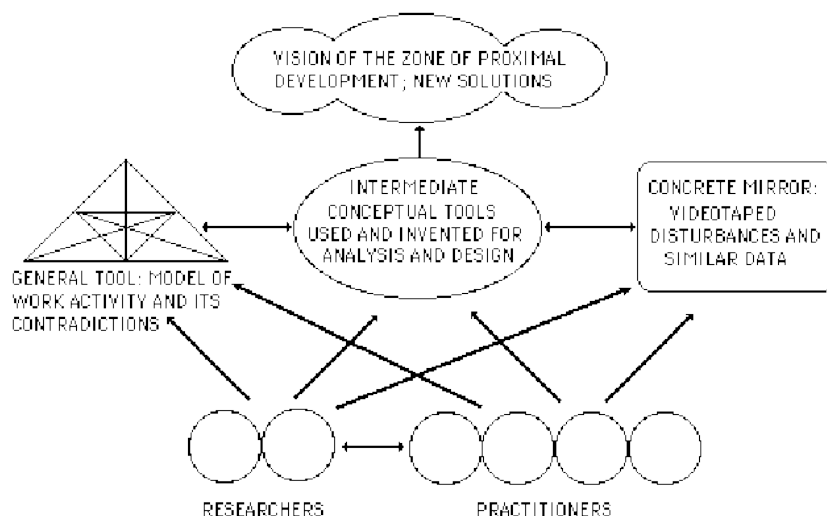 VISION OF THE ZONE OF PROXIMAL
DEVELOPMENT; NEW SOLUTIONS
INTERMEDIATE
CONCEPTUAL TOOLS
USED AND INVENTED FOR
ANALYSIS AND DESIGN
CONCRETE MIRROR:
VIDEOTAPED
DISTURBANCES AND
SIMILAR DATA
GENERAL TOOL: MODEL OF
WORK ACTIVITY AND ITS
CONTRADICTIONS
RESEARCHERS
PRACTITIONERS